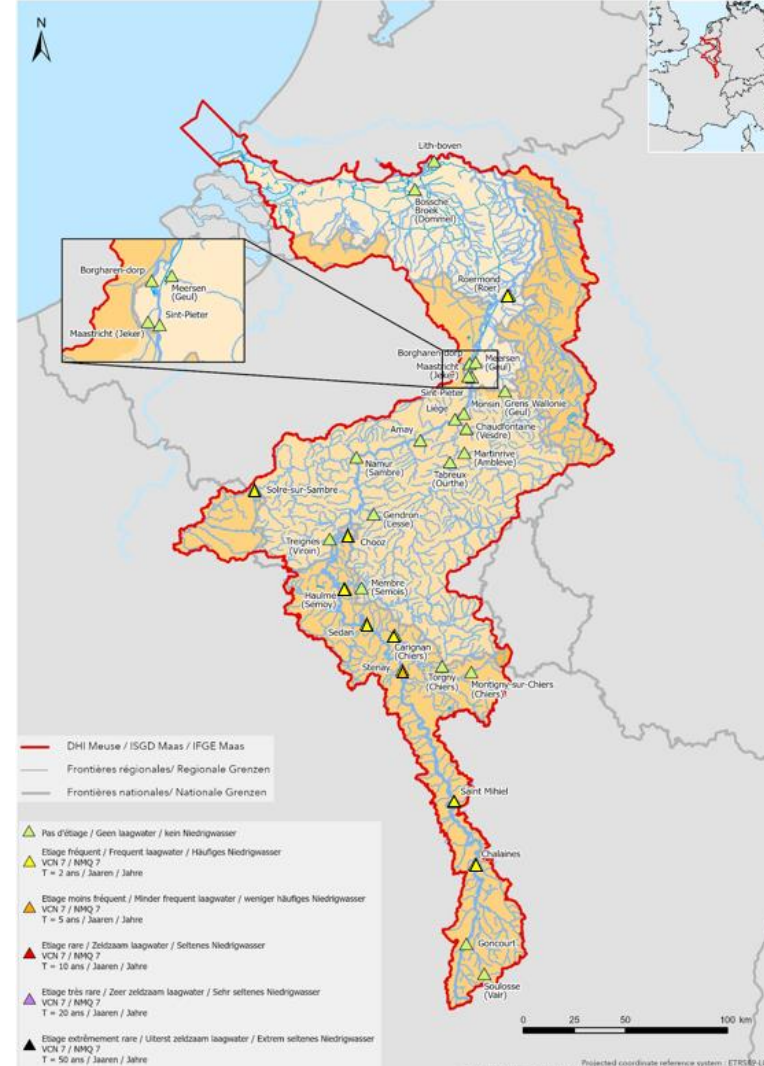 N
Lith-boven
Bossche
Broek
(Dommel)
Roermond
(Roer)
Borgharen-dorp
Meersen
(Geul)
Sint-Pieter
Maastricht (Jeker)
Borgharen-dorp
Meersen
(Geul)
Maastricht
(Jeker)
Sint-Pieter
Monsin
Grens Wallonie
(Geul)
Liège
Chaudfontaine
(Vesdre)
Amay
Martinrive
(Amblève)
Tabreux
(Ourthe)
Namur
(Sambre)
Solre-sur-Sambre
Gendron
(Lesse)
Treignes
(Viroin)
Chooz
Membre
(Semois)
Haulmé
(Semoy)
Sedan
Carignan
(Chiers)
Stenay
Torgny
(Chiers)
Montigny-sur-Chiers
(Chiers)
DHI Meuse / ISGD Maas / IFGE Maas
Frontières régionales/ Regionale Grenzen
Frontières nationales/ Nationale Grenzen
Saint Mihiel
Chalaines
Goncourt
Soulosse
(Vair)
Pas d'étiage / Geen laagwater / kein Niedrigwasser
Etiage fréquent / Frequent laagwater / Häufiges Niedrigwasser
VCN 7 / NMQ 7
T = 2 ans / Jaaren / Jahre
Etiage moins fréquent / Minder frequent laagwater / weniger häufiges Niedrigwasser
VCN 7 / NMQ 7
T = 5 ans / Jaaren / Jahre
Etiage rare / Zeldzaam laagwater / Seltenes Niedrigwasser
VCN 7 / NMQ 7
T = 10 ans / Jaaren / Jahre
Etiage très rare / Zeer zeldzaam laagwater / Sehr seltenes Niedrigwasser
VCN 7 / NMQ 7
T = 20 ans / Jaaren / Jahre
Etiage extrêmement rare / Uiterst zeldzaam laagwater / Extrem seltenes Niedrigwasser
VCN 7 / NMQ 7
T = 50 ans / Jaaren / Jahre
0 50 100 km
Projected coordinate reference system : ETRS89-L